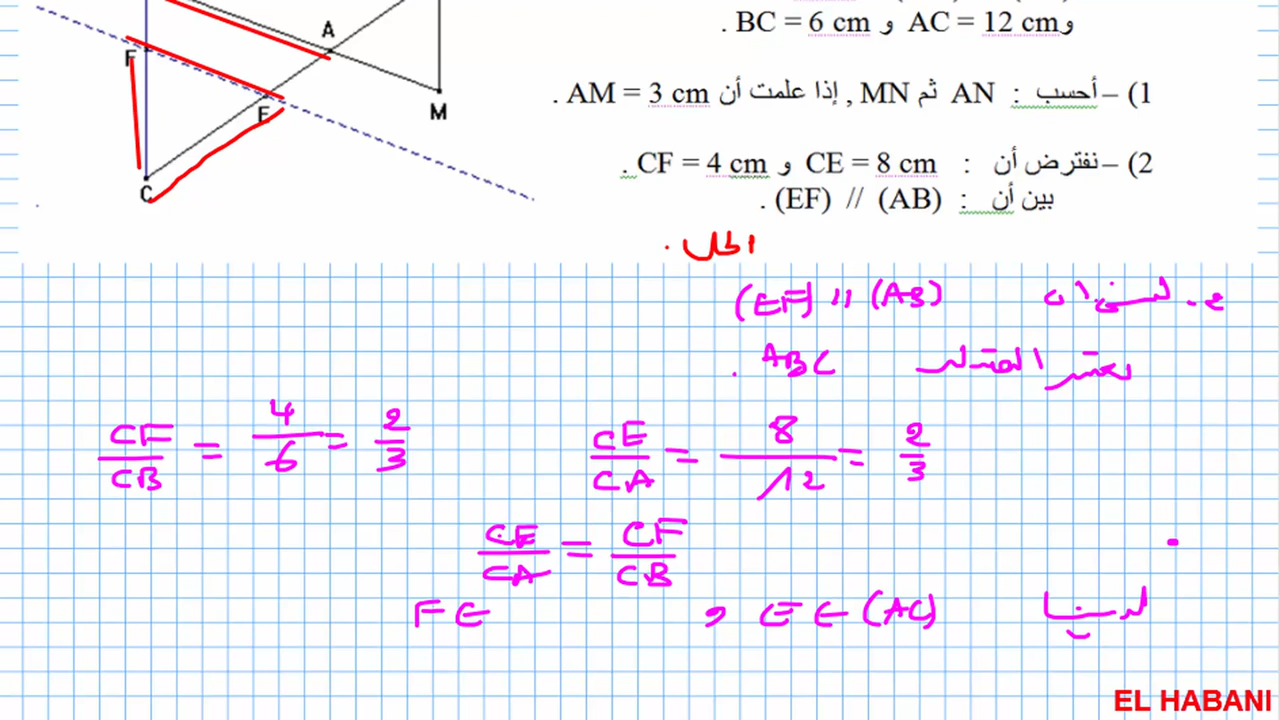 وAC = 12 cm و BC = 6 cm .
1) – أحسب : AN ثم MN , إذا علمت أن AM = 3 cm .
2) – نفترض أن : CE = 8 cm و CF = 4 cm .
بين أن : (EF) // (AB) .
A
F
M
E
C
الحل .
(EF) // (AB)
نعتبر المثلث ABC .
CE/CA = 8/12 = 2/3
CF/CB = 4/6 = 2/3
CE/CA = CF/CB
لدينا E ∈ (AC) و F ∈
EL HABANI